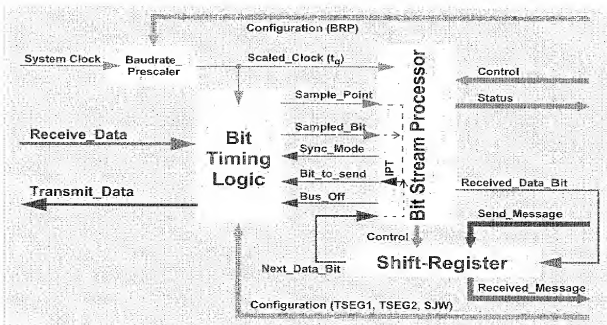 Configuration (BRP)
System Clock
Baudrate_
Prescaler
Scaled_Clock (tq)
Control
Status
Sample_Point
Sampled_Bit
Sync_Mode
Bit_to_send
Bus_Off
Receive_Data
Transmit_Data
Bit
Timing
Logic
IPT
Bit Stream Processor
Received_Data_Bit
Send_Message
Control
Next_Data_Bit
Shift-Register
Received_Message
Configuration (TSEG1, TSEG2, SJW)